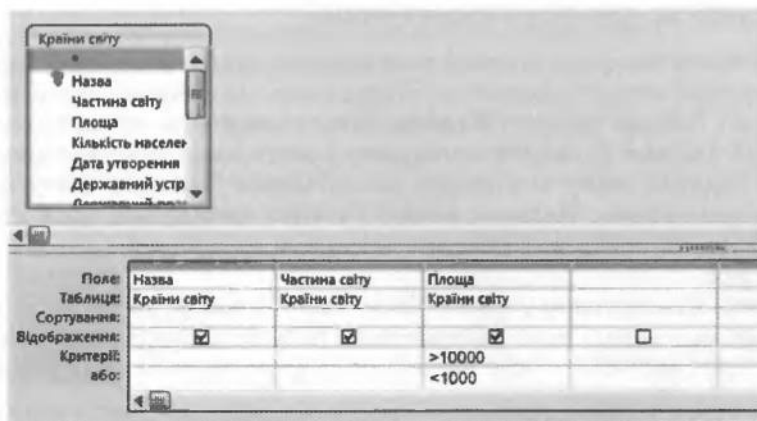 Країни світу
*
Назва
Частина світу
Площа
Кількість населен
Дата утворення
Державний устр
Поле: Назва Частина світу Площа
Таблиця: Країни світу Країни світу Країни світу
Сортування:
Відображення:
Критерії: >10000
або: <1000